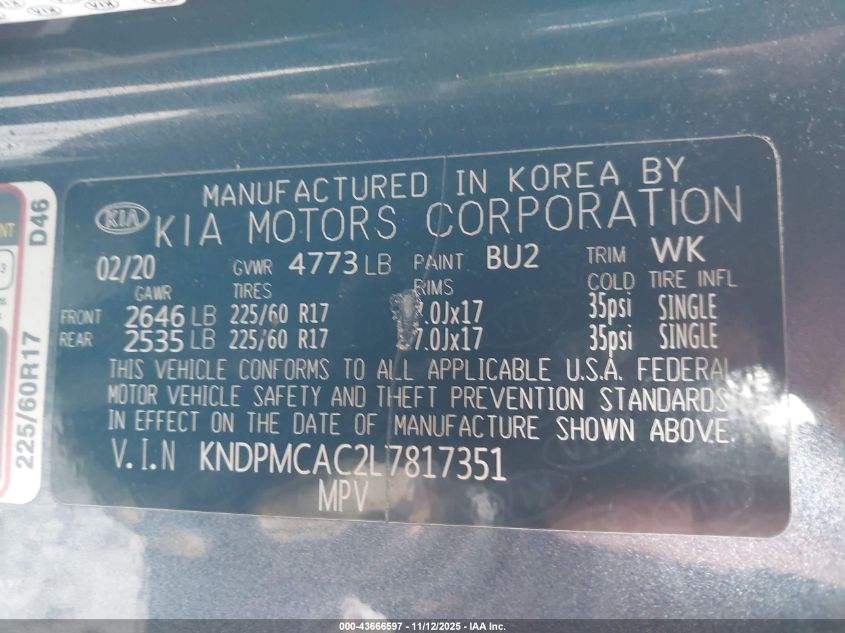 MANUFACTURED IN KOREA BY
KIA KIA MOTORS CORPORATION
02/20 GVWR 4773 LB PAINT BU2 TRIM WK
GAWR TIRES RIMS COLD TIRE INFL
FRONT 2646 LB 225/60 R17 .0Jx17 35psi SINGLE
REAR 2535 LB 225/60 R17 7.0Jx17 35psi SINGLE
THIS VEHICLE CONFORMS TO ALL APPLICABLE U.S.A. FEDERAL
MOTOR VEHICLE SAFETY AND THEFT PREVENTION STANDARDS
IN EFFECT ON THE DATE OF MANUFACTURE SHOWN ABOVE.
V.I.N KNDPMCAC2L7817351
MPV
225/60R17 D46
000-43666597 - 11/12/2025 - IAA Inc.